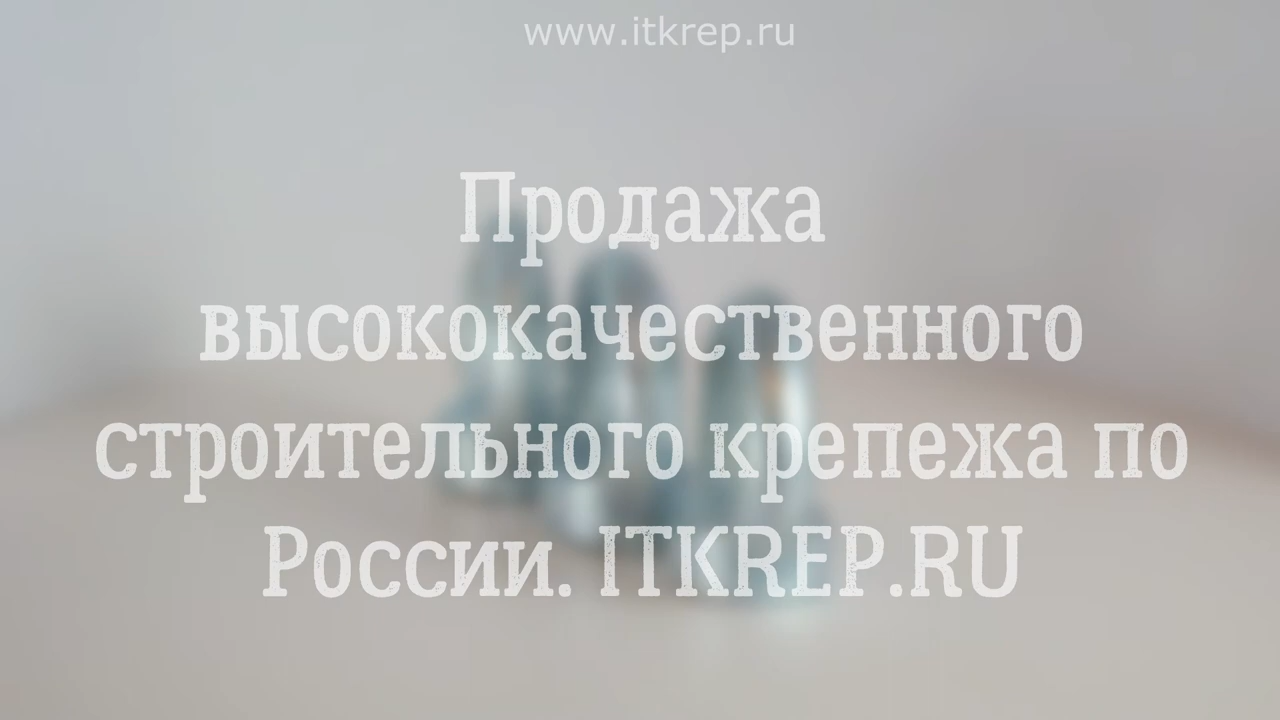 www.itkrep.ru
Продажа
высококачественного
строительного крепежа по
России. ITKREP.RU